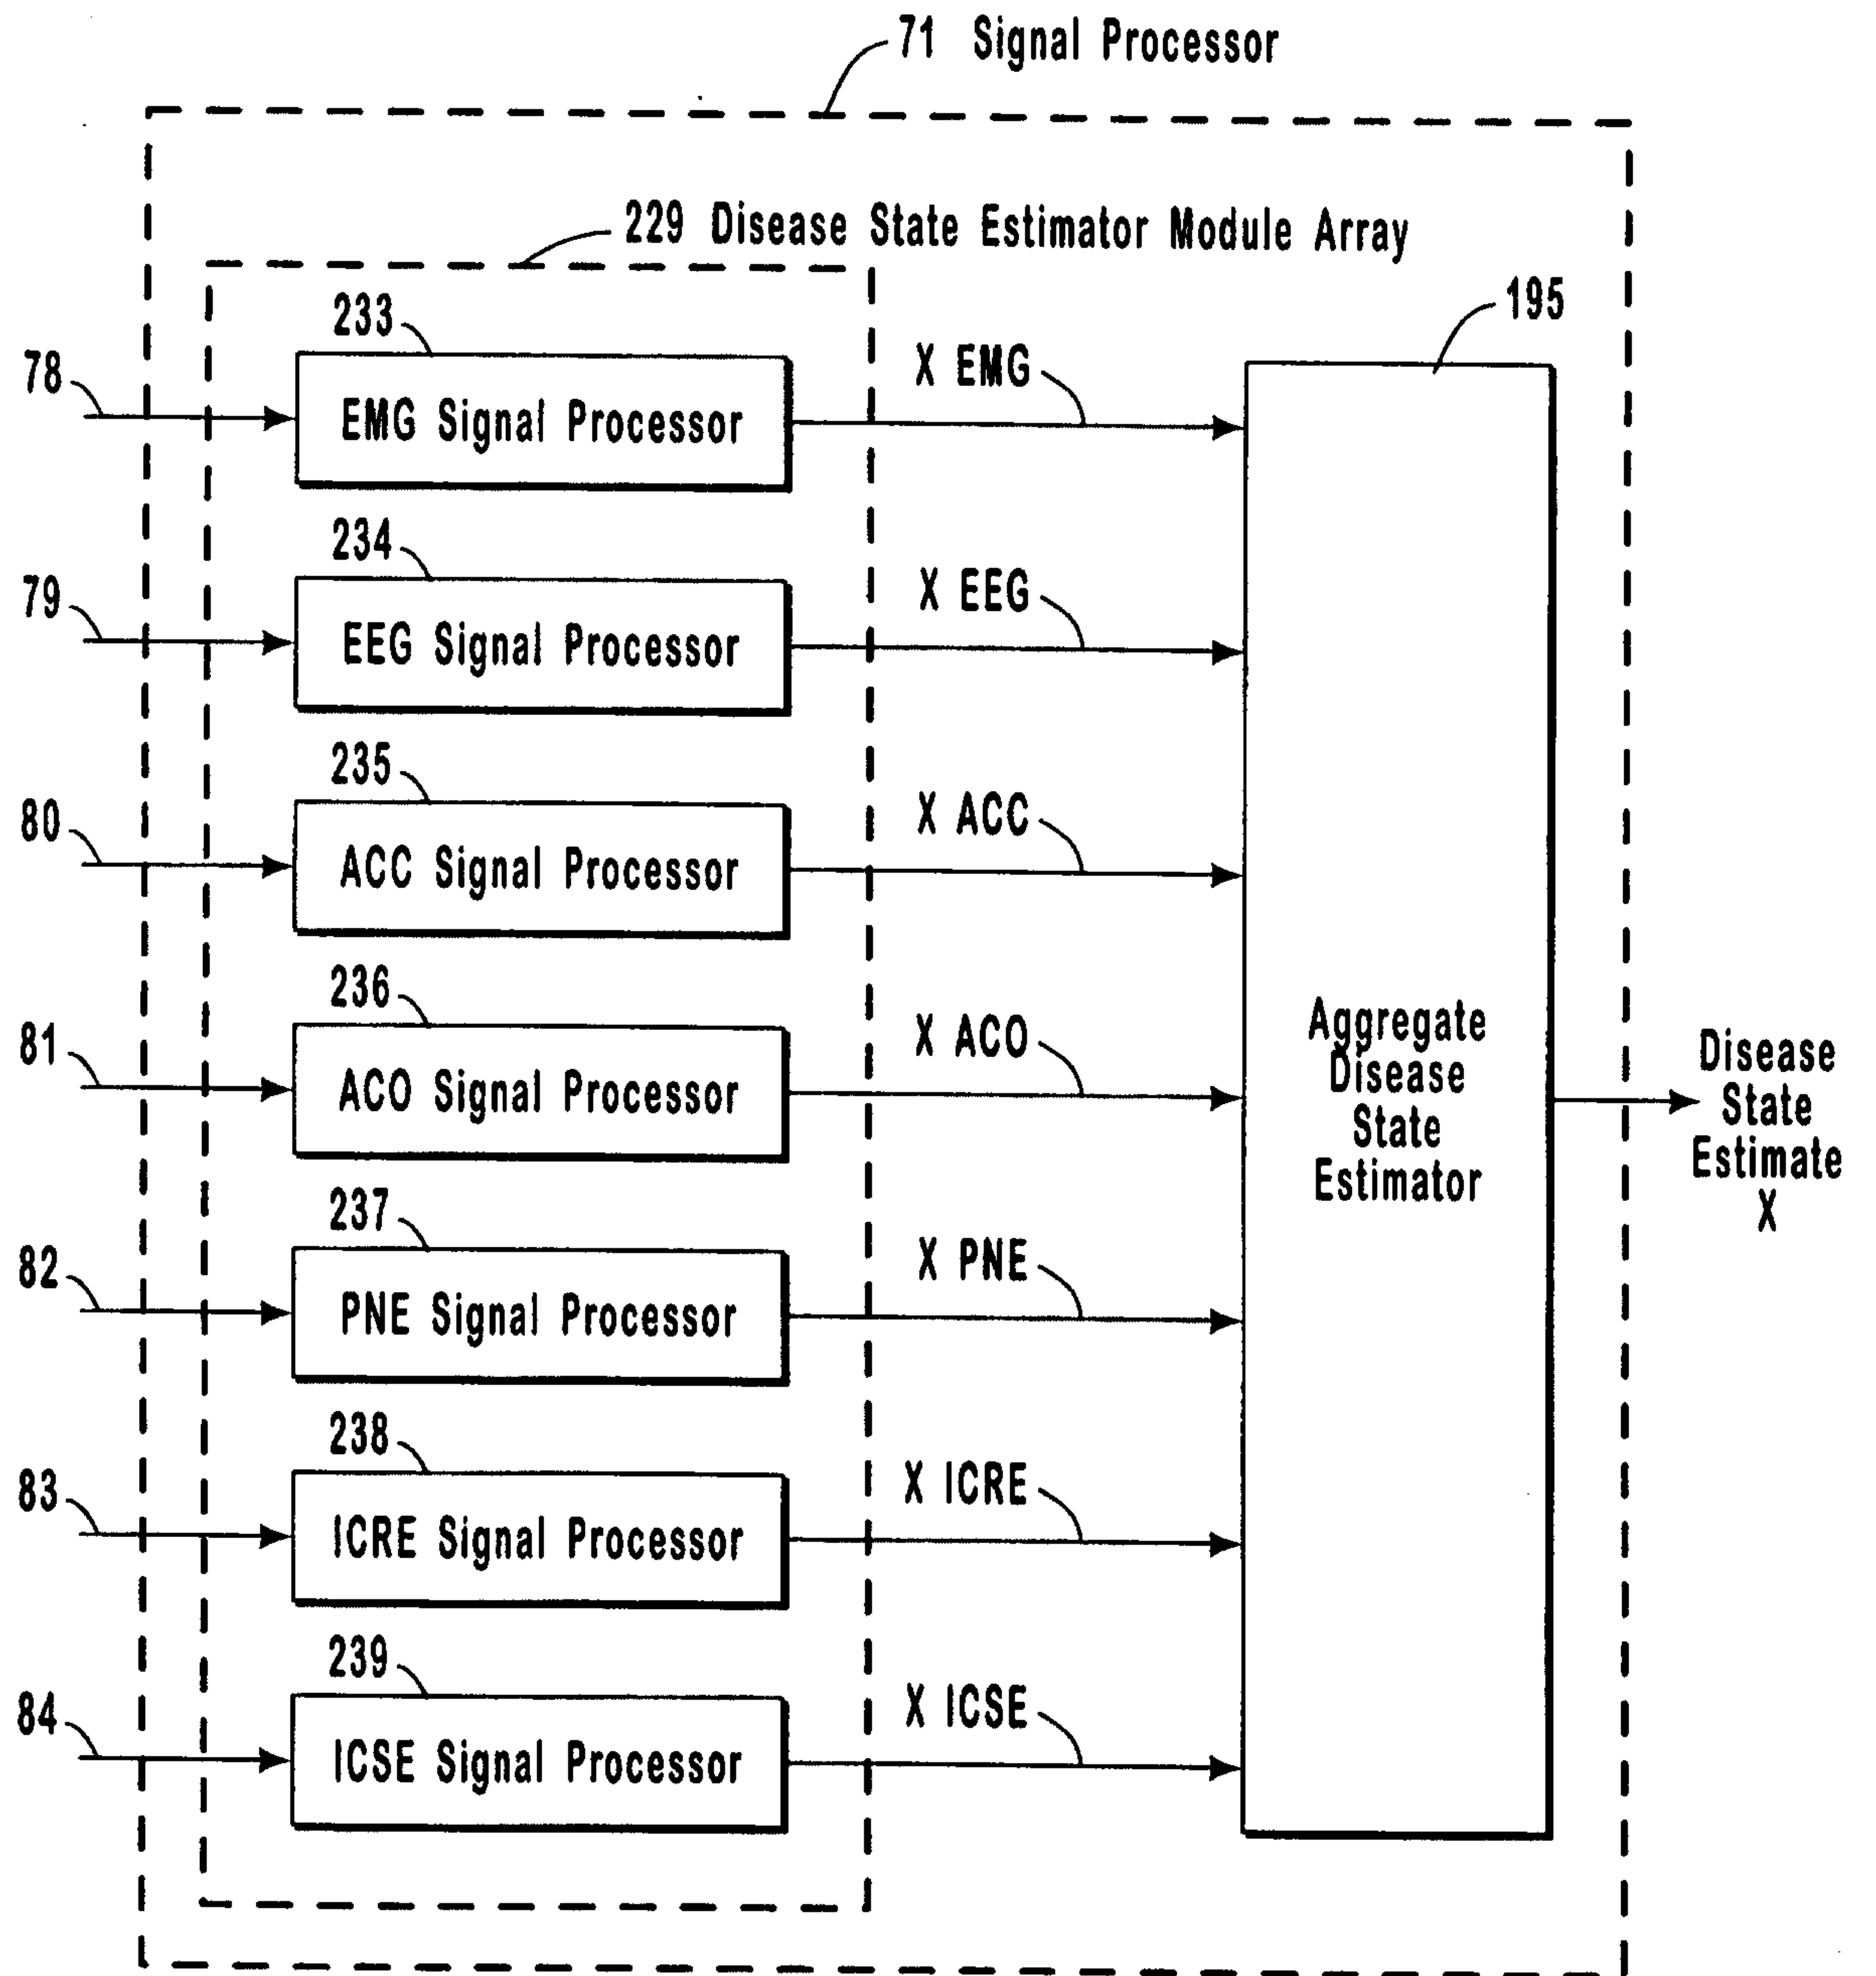 71 Signal Processor
229 Disease State Estimator Module Array
195
233
78
EMG Signal Processor
X EMG
234
79
EEG Signal Processor
X EEG
235
80
ACC Signal Processor
X ACC
236
81
ACO Signal Processor
X ACO
Aggregate
Disease
State
Estimator
Disease
State
Estimate
X
237
82
PNE Signal Processor
X PNE
238
83
ICRE Signal Processor
X ICRE
239
84
ICSE Signal Processor
X ICSE